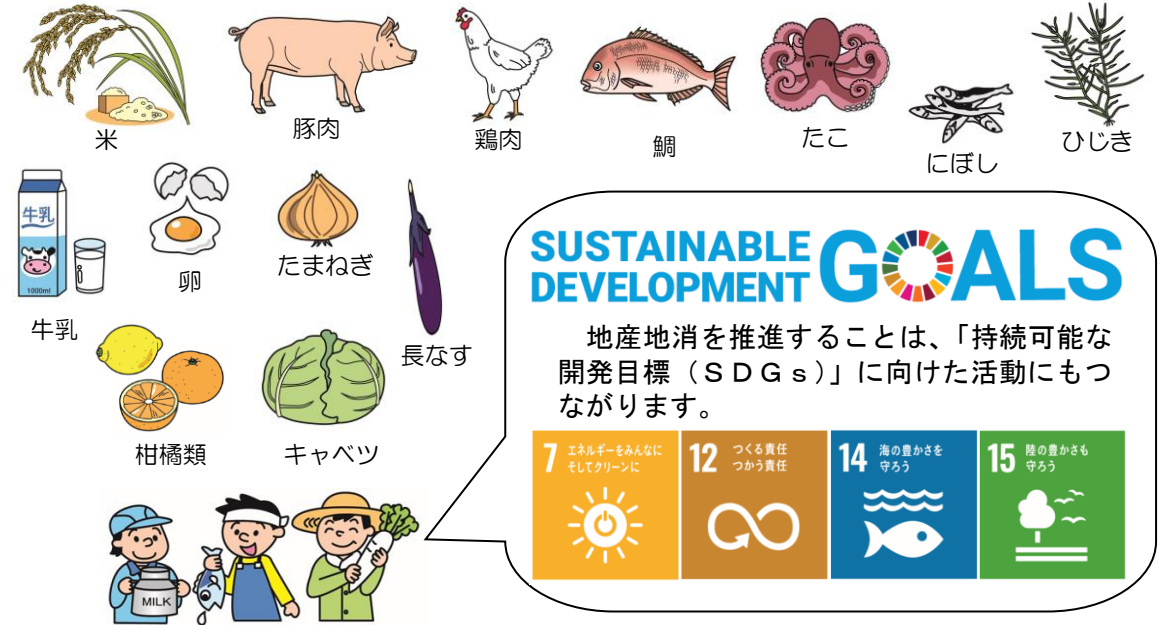 米
豚肉
鶏肉
鯛
たこ
にぼし
ひじき
牛乳
1000ml
牛乳
卵
たまねぎ
長なす
柑橘類
キャベツ
MILK
SUSTAINABLE
DEVELOPMENT
GOALS
地産地消を推進することは、「持続可能な
開発目標（ＳＤＧｓ）」に向けた活動にもつ
ながります。
7 エネルギーをみんなに
そしてクリーンに
12 つくる責任
つかう責任
14 海の豊かさを
守ろう
15 陸の豊かさも
守ろう